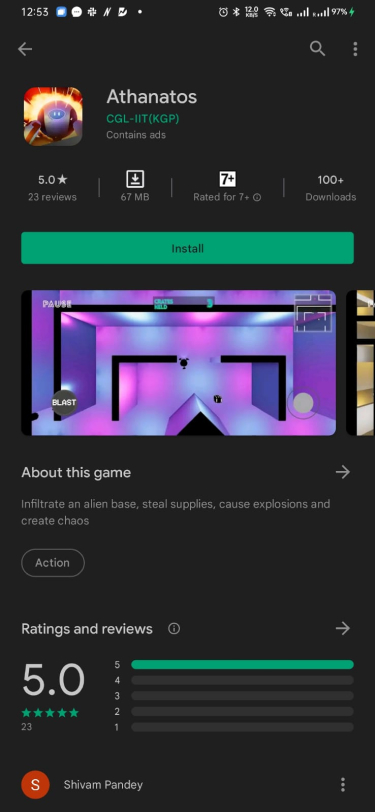 12:53
12.0
KB/S
97%
Athanatos
CGL-IIT(KGP)
Contains ads
5.0★
7+
100+
23 reviews
67 MB
Rated for 7+
Downloads
Install
PAUSE
CRATES
HELD
3
BLAST
About this game
Infiltrate an alien base, steal supplies, cause explosions and
create chaos
Action
Ratings and reviews
5.0
5
4
3
2
1
23
S
Shivam Pandey